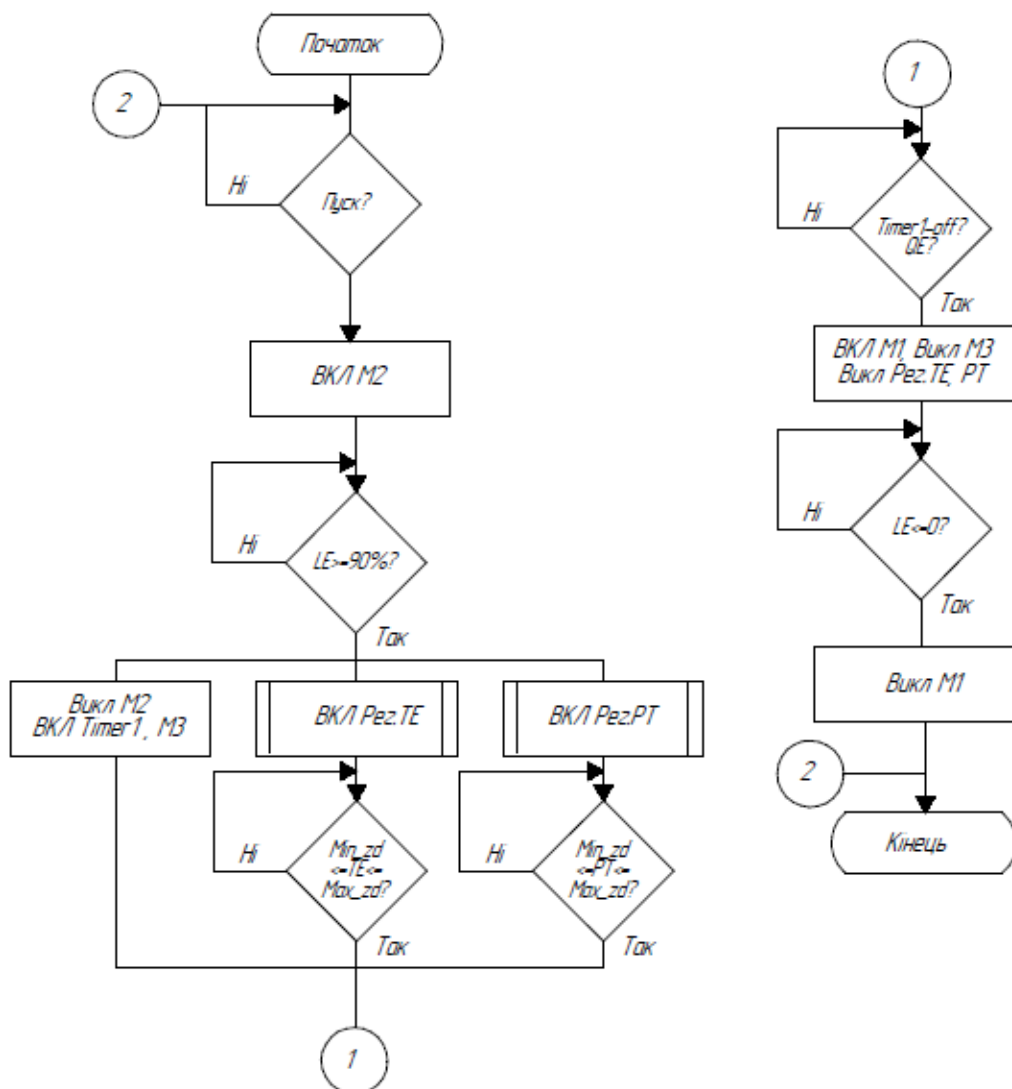 Початок
2
Ні
Пуск?
ВКЛ М2
Ні
LE>=90%?
Так
Викл М2
ВКЛ Timer1, М3
ВКЛ Рег.ТЕ
ВКЛ Рег.РТ
Ні
Min_zd
<=TE<=
Max_zd?
Так
Ні
Min_zd
<=PT<=
Max_zd?
Так
1
1
Ні
Timer1-off?
QE?
Так
ВКЛ М1, Викл М3
Викл Рег.ТЕ, РТ
Ні
LE<=0?
Так
Викл М1
2
Кінець